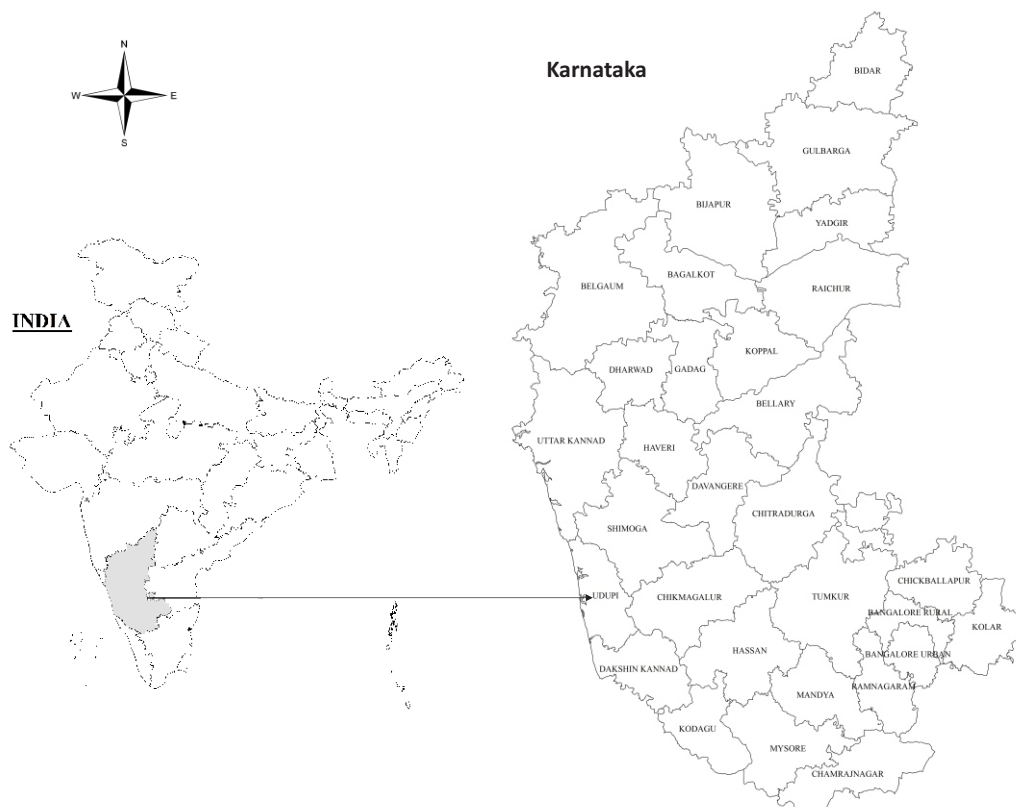 N
W E
S
Karnataka
INDIA
BIDAR
GULBARGA
BIJAPUR
YADGIR
BAGALKOT
BELGAUM
RAICHUR
KOPPAL
DHARWAD
GADAG
BELLARY
UTTAR KANNAD
HAVERI
DAVANGERE
CHITRADURGA
SHIMOGA
CHICKBALLAPUR
UDUPI
CHIKMAGALUR
TUMKUR
BANGALORE RURAL
KOLAR
HASSAN
BANGALORE URBAN
DAKSHIN KANNAD
MANDYA
RAMNAGARAM
KODAGU
MYSORE
CHAMRAJNAGAR